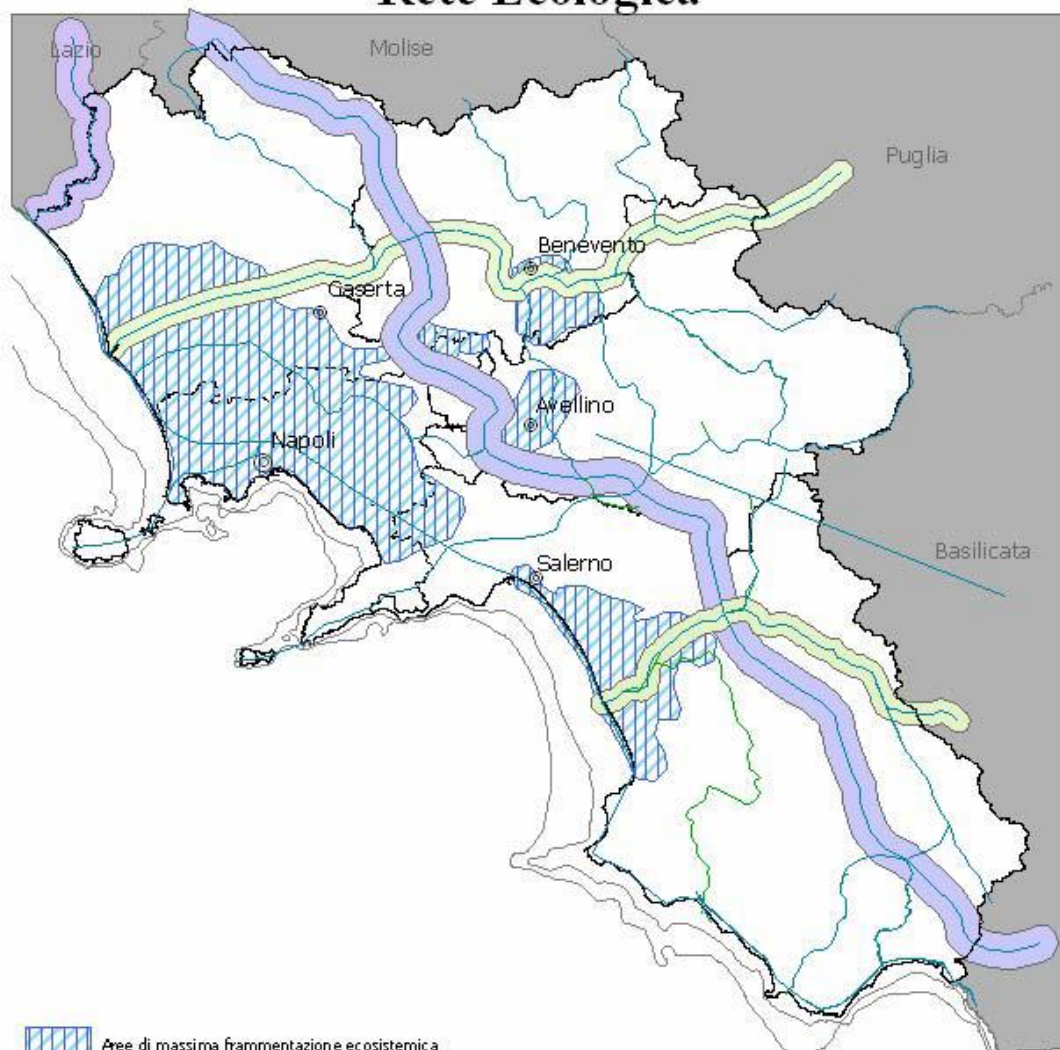 Rete Ecologica
Lazio
Molise
Puglia
Benevento
Caserta
Avellino
Napoli
Basilicata
Salerno
Aree di massima frammentazione ecosistemica